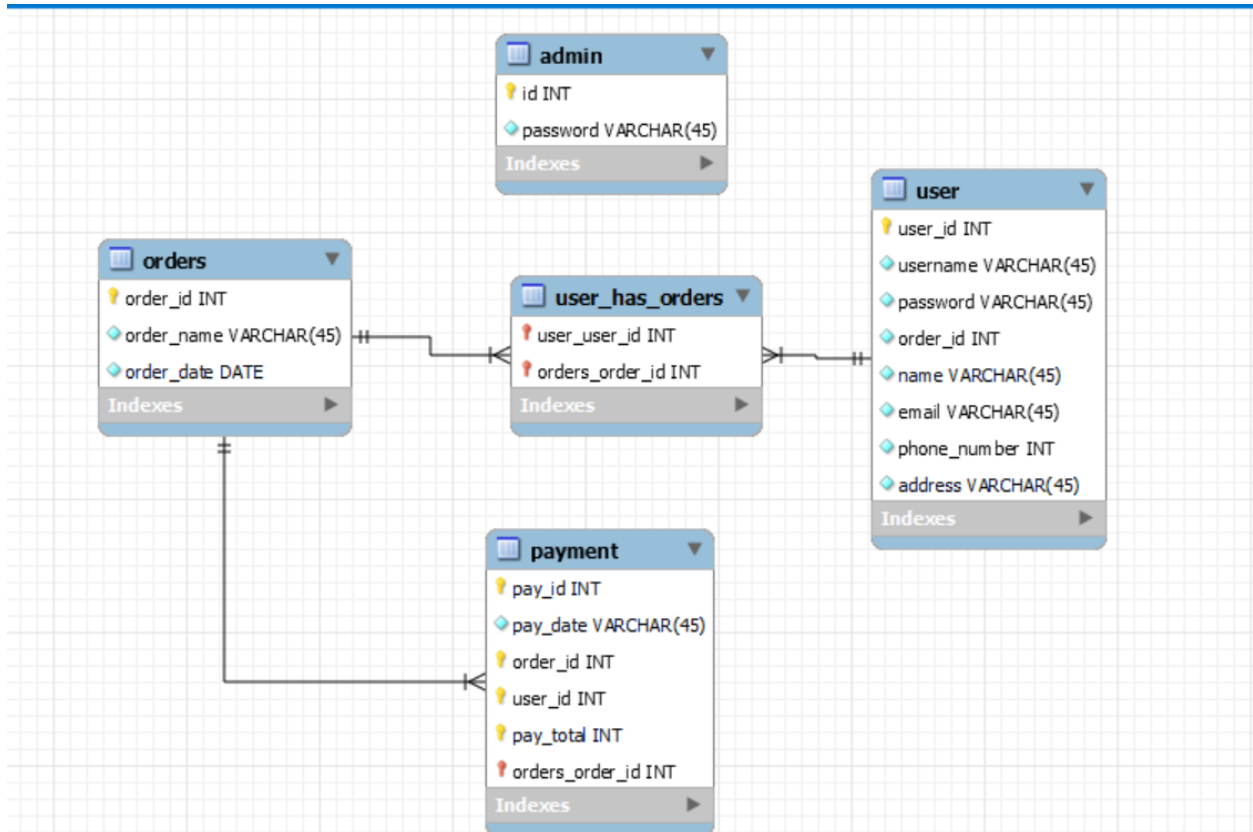 admin
id INT
password VARCHAR(45)
Indexes
user
user_id INT
username VARCHAR(45)
password VARCHAR(45)
order_id INT
name VARCHAR(45)
email VARCHAR(45)
phone_number INT
address VARCHAR(45)
Indexes
orders
order_id INT
order_name VARCHAR(45)
order_date DATE
Indexes
user_has_orders
user_user_id INT
orders_order_id INT
Indexes
payment
pay_id INT
pay_date VARCHAR(45)
order_id INT
user_id INT
pay_total INT
orders_order_id INT
Indexes